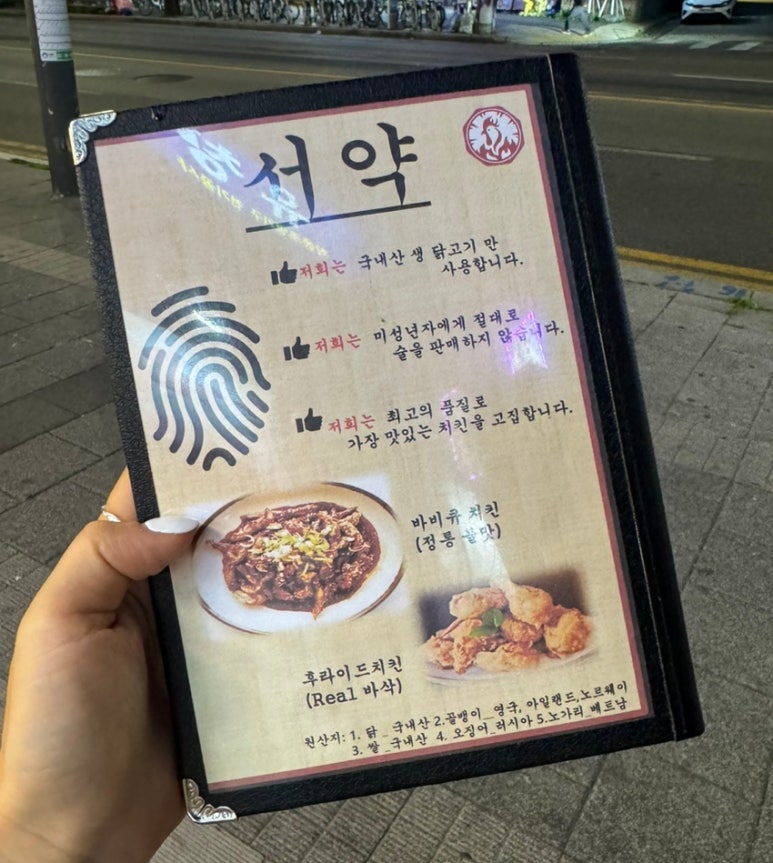 서약
저희는 국내산 생 닭고기 만
사용합니다.
저희는 미성년자에게 절대로
술을 판매하지 않습니다.
저희는 최고의 품질로
가장 맛있는 치킨을 고집합니다.
바비큐 치킨
(정통 불맛)
후라이드치킨
(Real 바삭)
원산지: 1. 닭_ 국내산 2.골뱅이_영국, 아일랜드,노르웨이
3. 쌀_국내산 4. 오징어_러시아 5.노가리_베트남